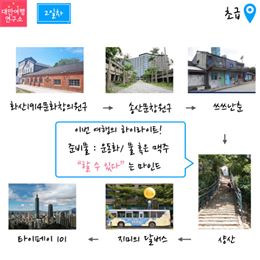 대만여행
연구소
2일차
초급
화산1914문화창의원구
송산문창원구
쓰쓰난춘
이번 여행의 하이라이트!
준비물 : 운동화/ 물 혹은 맥주
"할 수 있다" 는 마인드
타이페이 101
지미의 달버스
샹산